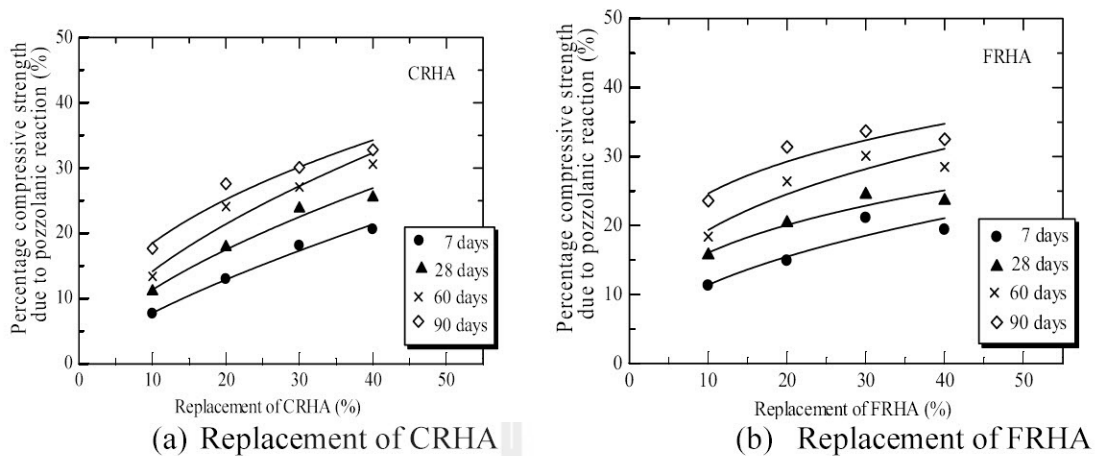 Percentage compressive strength
due to pozzolanic reaction (%)
50
40
30
20
10
0
CRHA
7 days
28 days
60 days
90 days
0 10 20 30 40 50
Replacement of CRHA (%)
(a) Replacement of CRHA
Percentage compressive strength
due to pozzolanic reaction (%)
50
40
30
20
10
0
FRHA
7 days
28 days
60 days
90 days
0 10 20 30 40 50
Replacement of FRHA (%)
(b) Replacement of FRHA